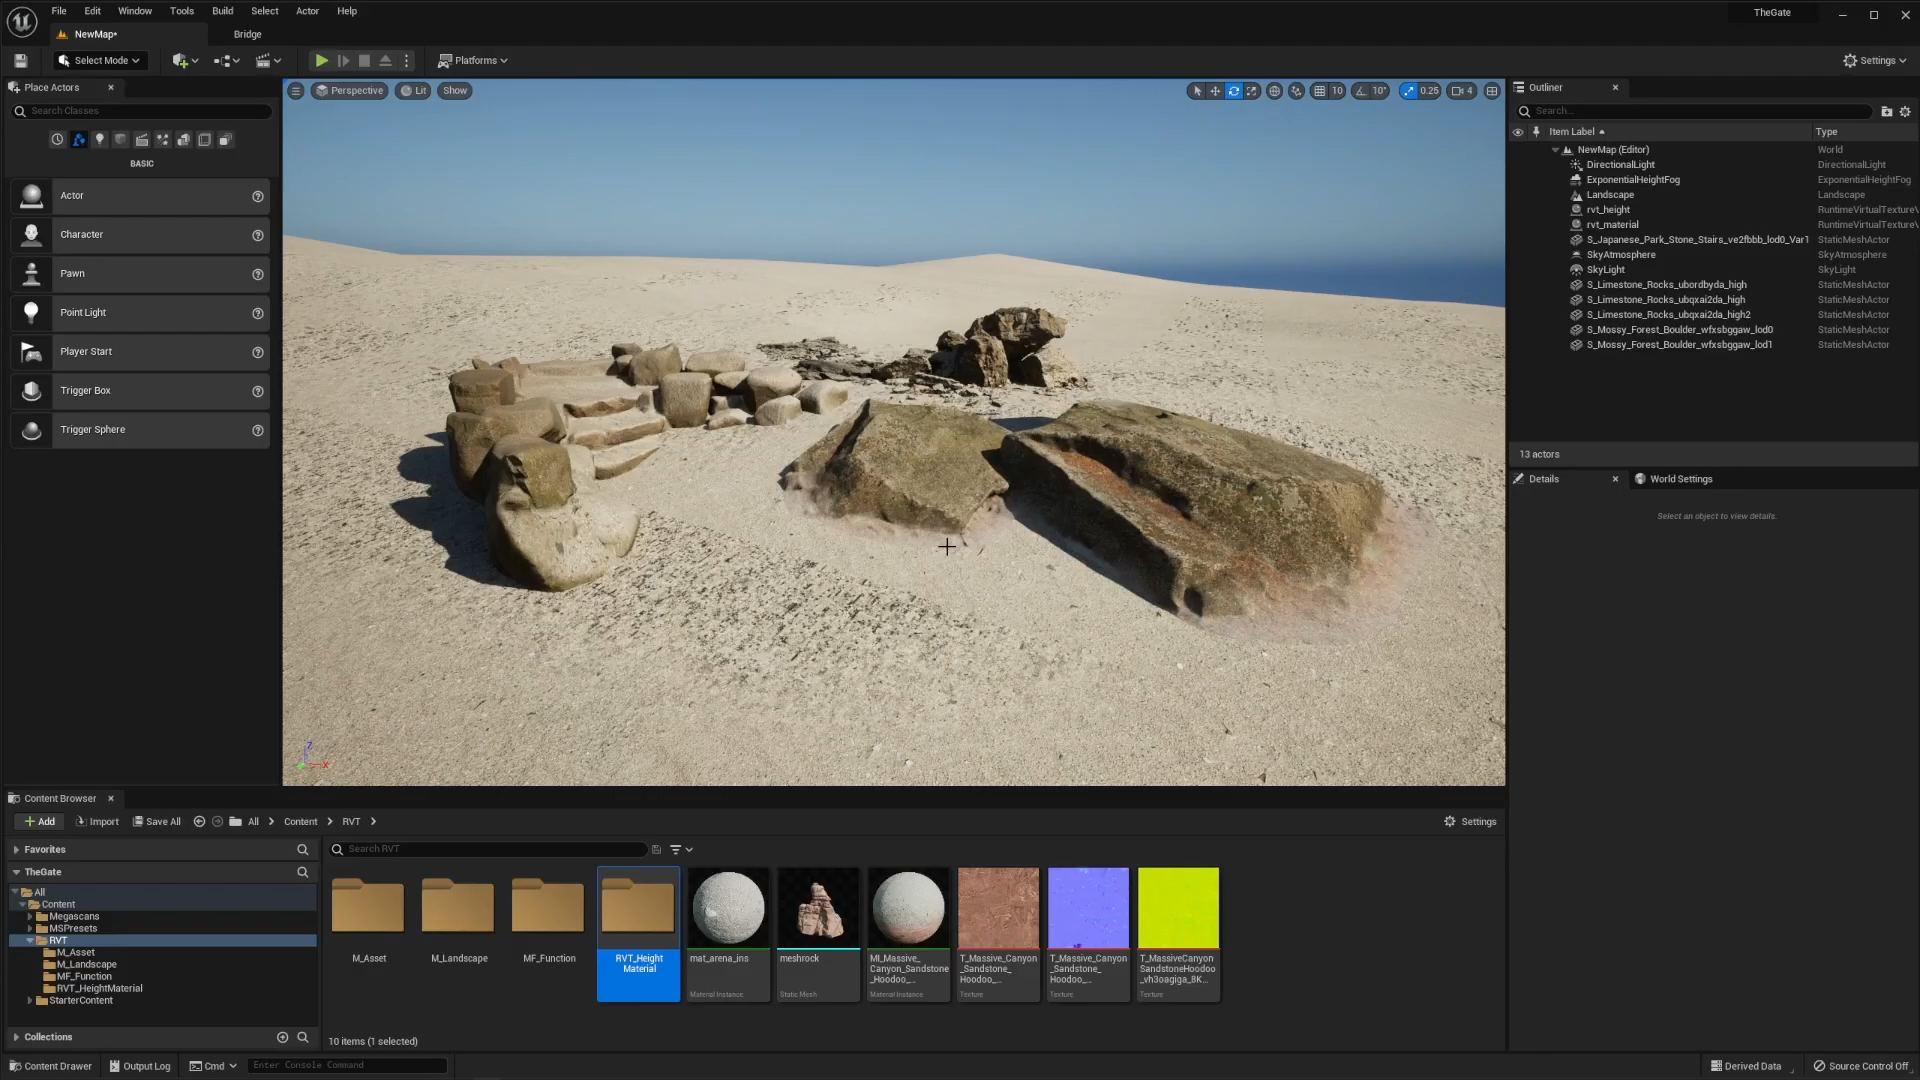 File Edit Window Tools Build Select Actor Help
TheGate
NewMap*
Bridge
Select Mode
Platforms
Settings
Place Actors
Search Classes
BASIC
Actor
Character
Pawn
Point Light
Player Start
Trigger Box
Trigger Sphere
Perspective
Lit
Show
10
10°
0.25
4
Z
X
Outliner
Search...
Item Label
Type
NewMap (Editor) World
DirectionalLight DirectionalLight
ExponentialHeightFog ExponentialHeightFog
Landscape Landscape
rvt_height RuntimeVirtualTextureV
rvt_material RuntimeVirtualTextureV
S_Japanese_Park_Stone_Stairs_ve2fbbb_lod0_Var1 StaticMeshActor
SkyAtmosphere SkyAtmosphere
SkyLight SkyLight
S_Limestone_Rocks_ubordbyda_high StaticMeshActor
S_Limestone_Rocks_ubqxai2da_high StaticMeshActor
S_Limestone_Rocks_ubqxai2da_high2 StaticMeshActor
S_Mossy_Forest_Boulder_wfxsbggaw_lod0 StaticMeshActor
S_Mossy_Forest_Boulder_wfxsbggaw_lod1 StaticMeshActor
13 actors
Details
World Settings
Select an object to view details.
Content Browser
Add
Import
Save All
All
Content
RVT
Settings
Favorites
TheGate
All
Content
Megascans
MSPresets
RVT
M_Asset
M_Landscape
MF_Function
RVT_HeightMaterial
StarterContent
Collections
Search RVT
M_Asset
M_Landscape
MF_Function
RVT_Height
Material
mat_arena_ins
Material Instance
meshrock
Static Mesh
MI_Massive_
Canyon_Sandstone
_Hoodoo_...
Material Instance
T_Massive_Canyon
_Sandstone_
Hoodoo_...
Texture
T_Massive_Canyon
_Sandstone_
Hoodoo_...
Texture
T_MassiveCanyon
SandstoneHoodoo
_vh3oagiga_8K...
Texture
10 items (1 selected)
Content Drawer
Output Log
Cmd
Enter Console Command
Derived Data
Source Control Off